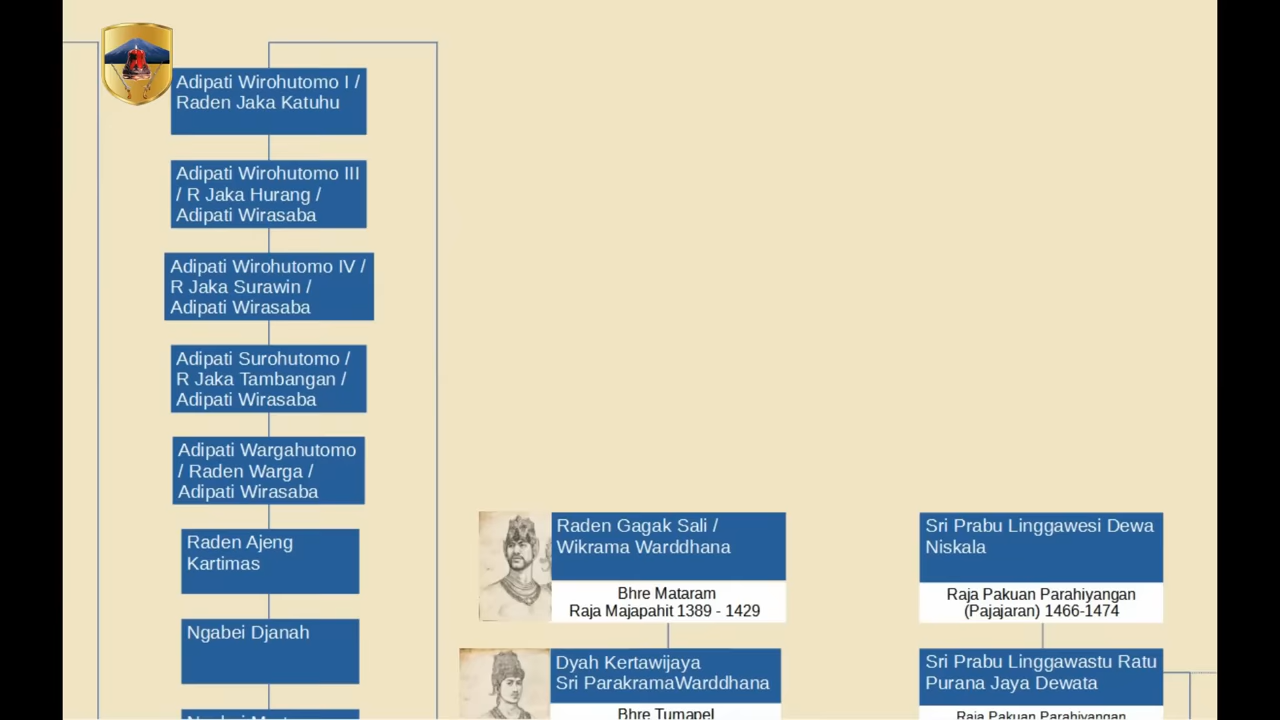 Adipati Wirohutomo I /
Raden Jaka Katuhu
Adipati Wirohutomo III
/ R Jaka Hurang /
Adipati Wirasaba
Adipati Wirohutomo IV /
R Jaka Surawin /
Adipati Wirasaba
Adipati Surohutomo /
R Jaka Tambangan /
Adipati Wirasaba
Adipati Wargahutomo
/ Raden Warga /
Adipati Wirasaba
Raden Ajeng
Kartimas
Ngabei Djanah
Raden Gagak Sali /
Wikrama Warddhana
Bhre Mataram
Raja Majapahit 1389 - 1429
Dyah Kertawijaya
Sri ParakramaWarddhana
Bhre Tumapel
Sri Prabu Linggawesi Dewa
Niskala
Raja Pakuan Parahiyangan
(Pajajaran) 1466-1474
Sri Prabu Linggawastu Ratu
Purana Jaya Dewata
Raja Pakuan Parahiyangan